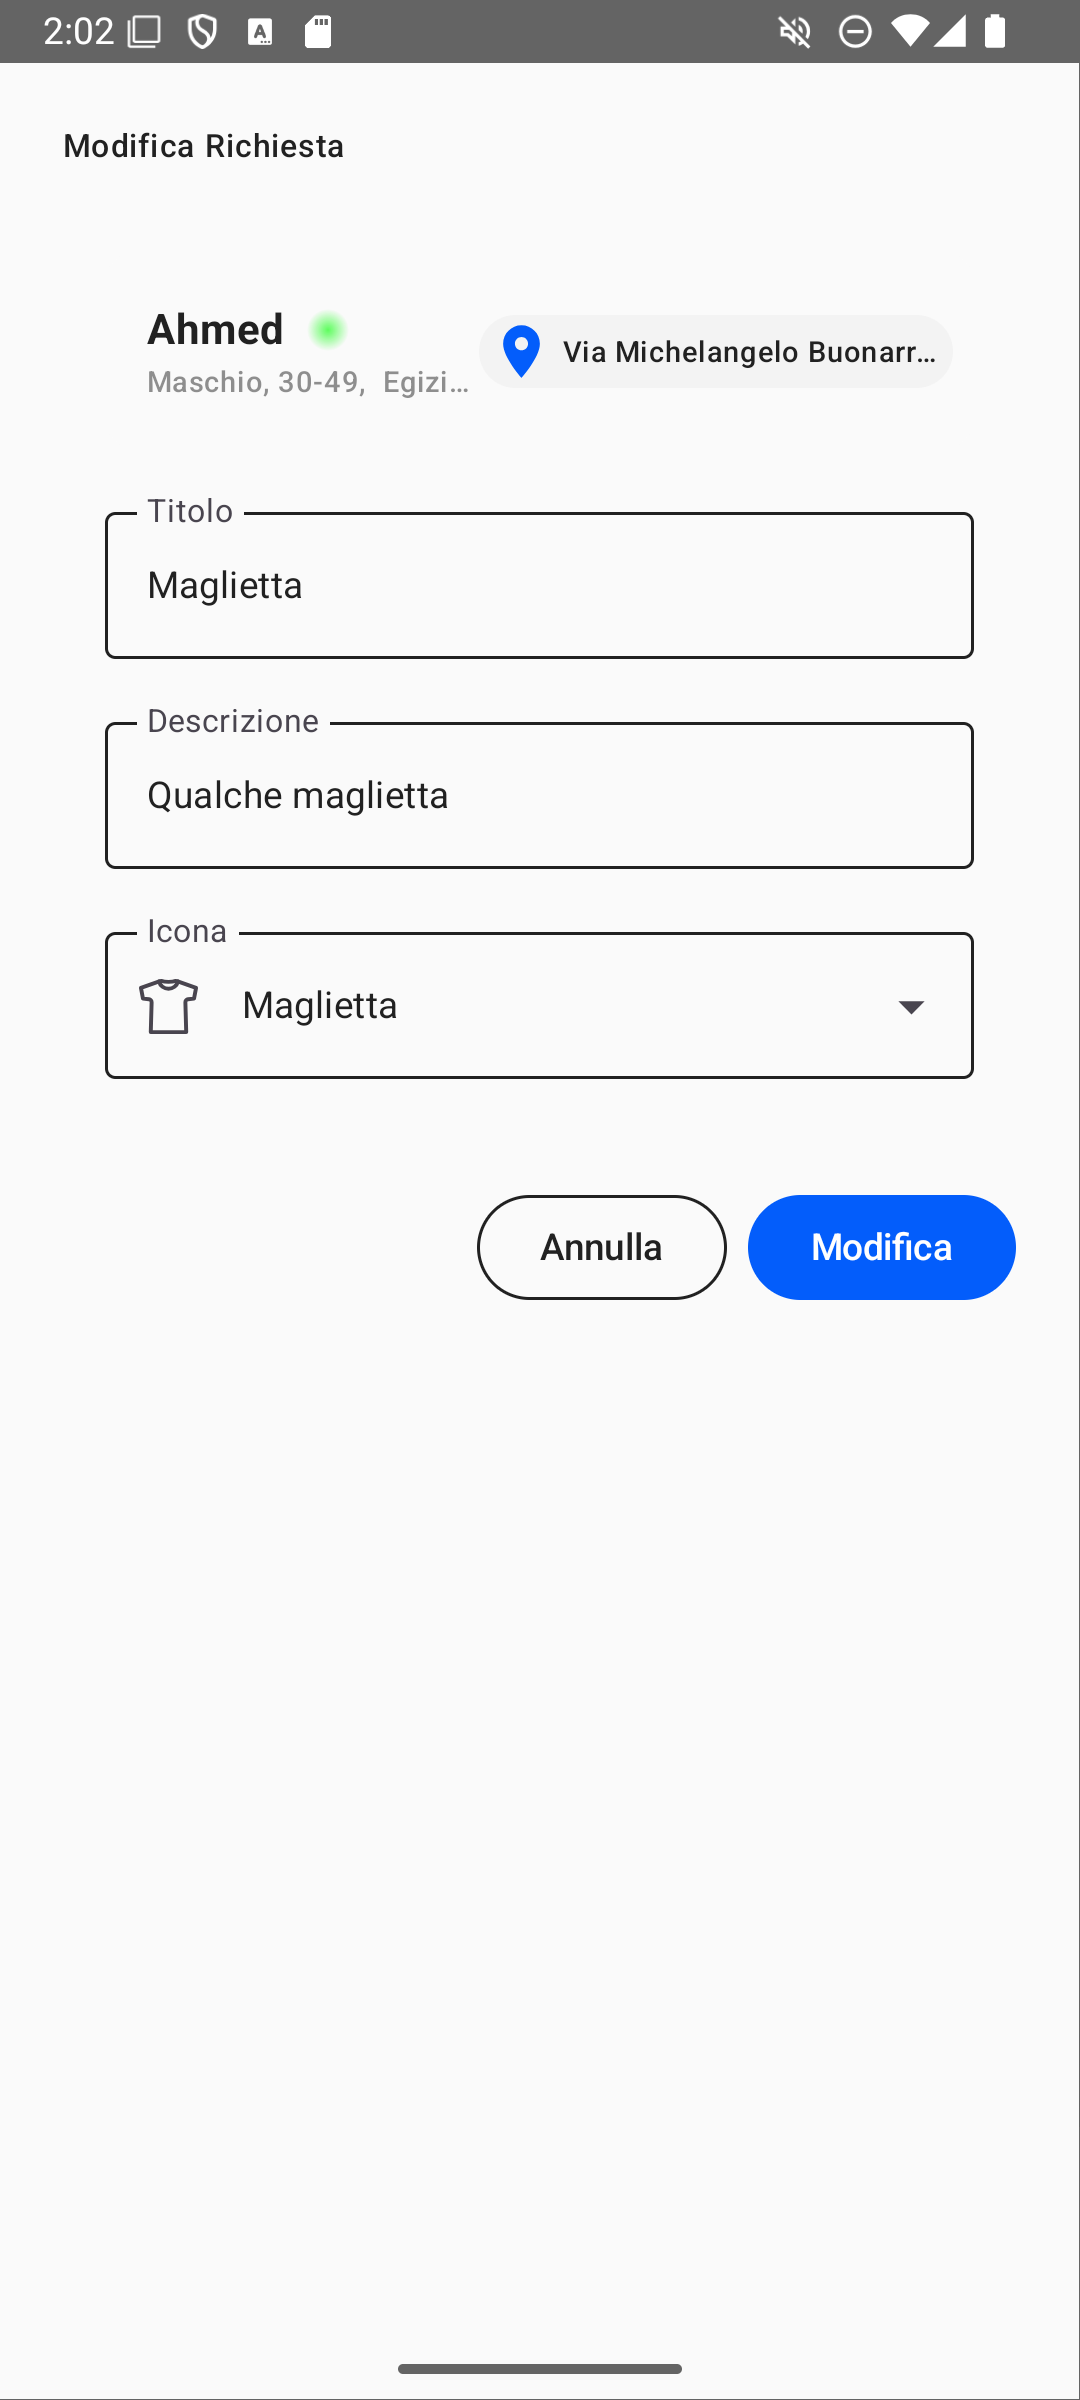 2:02
Modifica Richiesta
Ahmed
Maschio, 30-49,  Egizi...
Via Michelangelo Buonarr...
Titolo
Maglietta
Descrizione
Qualche maglietta
Icona
Maglietta
Annulla
Modifica